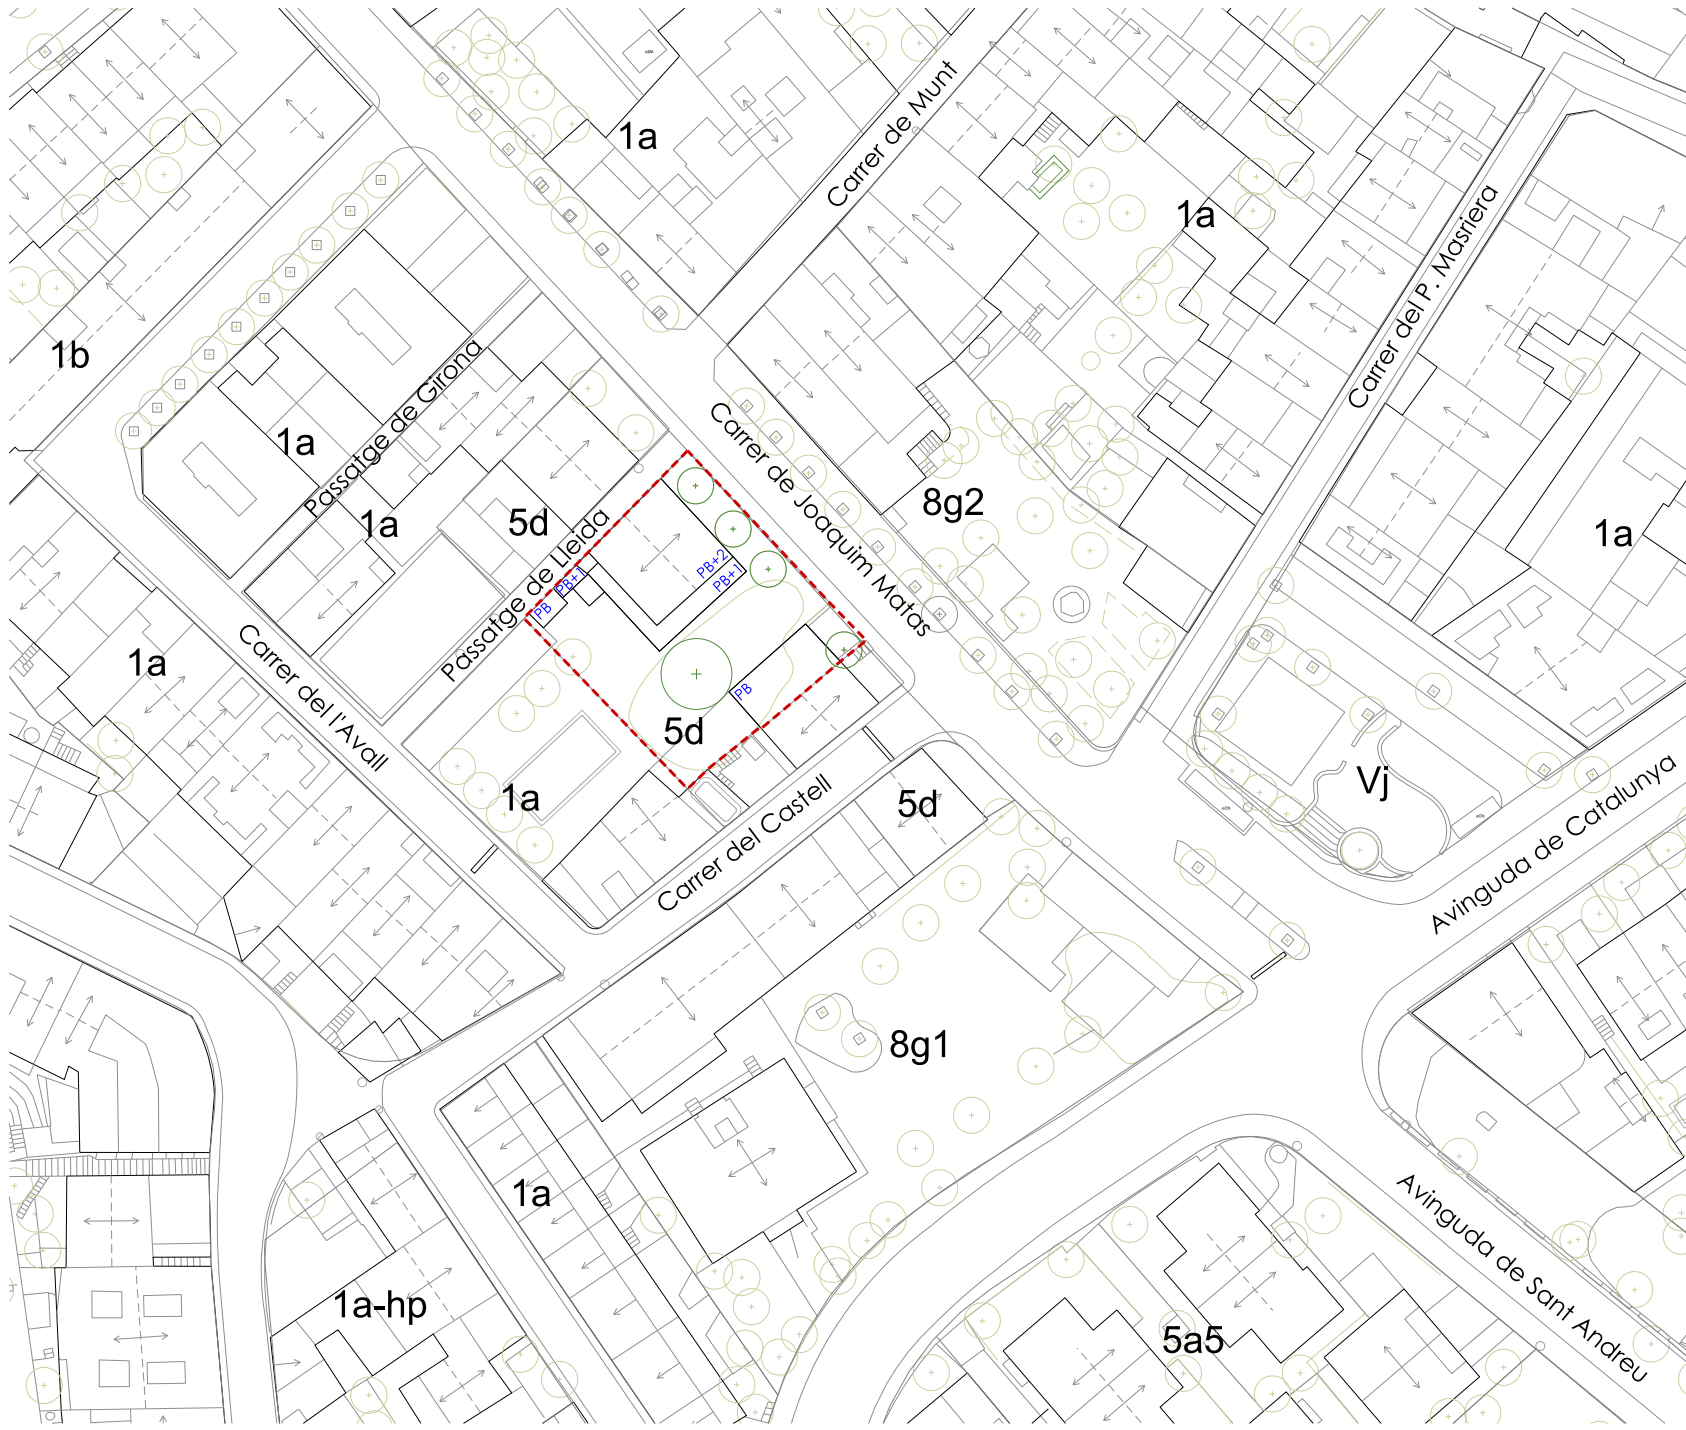 1a
Carrer de Munt
1a
Carrer del P. Masriera
1b
Passatge de Girona
1a
1a
Carrer de Joaquim Matas
5d
8g2
1a
Passatge de Lleida
PB+2
PB+1
PB+1
PB
1a
Carrer del l'Avall
PB
5d
1a
Carrer del Castell
5d
Vj
Avinguda de Catalunya
8g1
1a
1a-hp
5a5
Avinguda de Sant Andreu